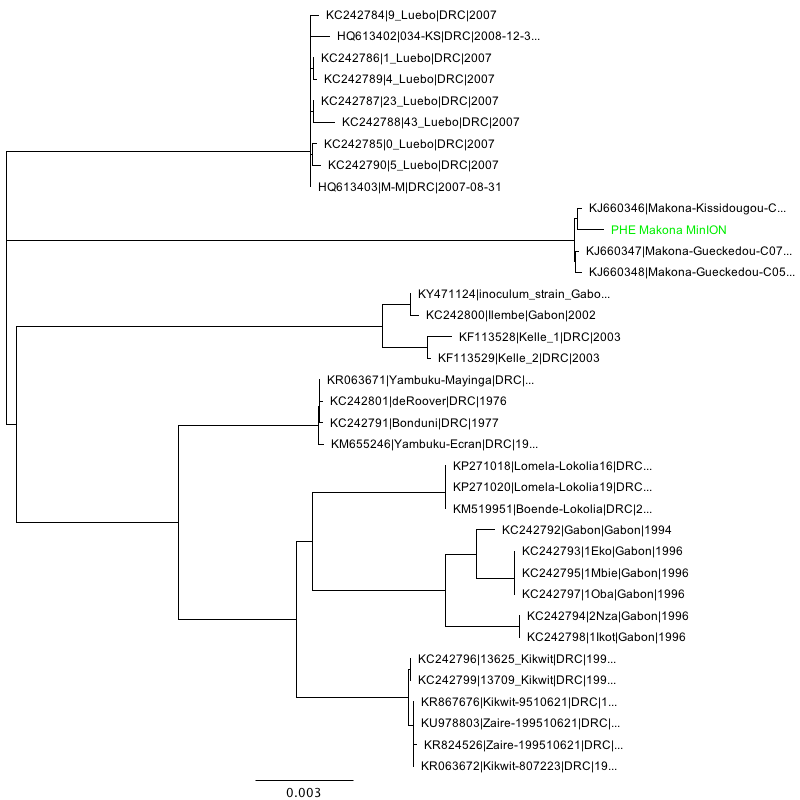 KC242784|9_Luebo|DRC|2007
HQ613402|034-KS|DRC|2008-12-3...
KC242786|1_Luebo|DRC|2007
KC242789|4_Luebo|DRC|2007
KC242787|23_Luebo|DRC|2007
KC242788|43_Luebo|DRC|2007
KC242785|0_Luebo|DRC|2007
KC242790|5_Luebo|DRC|2007
HQ613403|M-M|DRC|2007-08-31
KJ660346|Makona-Kissidougou-C...
PHE Makona MinION
KJ660347|Makona-Gueckedou-C07...
KJ660348|Makona-Gueckedou-C05...
KY471124|inoculum_strain_Gabo...
KC242800|Ilembe|Gabon|2002
KF113528|Kelle_1|DRC|2003
KF113529|Kelle_2|DRC|2003
KR063671|Yambuku-Mayinga|DRC|...
KC242801|deRoover|DRC|1976
KC242791|Bonduni|DRC|1977
KM655246|Yambuku-Ecran|DRC|19...
KP271018|Lomela-Lokolia16|DRC...
KP271020|Lomela-Lokolia19|DRC...
KM519951|Boende-Lokolia|DRC|2...
KC242792|Gabon|Gabon|1994
KC242793|1Eko|Gabon|1996
KC242795|1Mbie|Gabon|1996
KC242797|1Oba|Gabon|1996
KC242794|2Nza|Gabon|1996
KC242798|1Ikot|Gabon|1996
KC242796|13625_Kikwit|DRC|199...
KC242799|13709_Kikwit|DRC|199...
KR867676|Kikwit-9510621|DRC|1...
KU978803|Zaire-199510621|DRC|...
KR824526|Zaire-199510621|DRC|...
KR063672|Kikwit-807223|DRC|19...
0.003